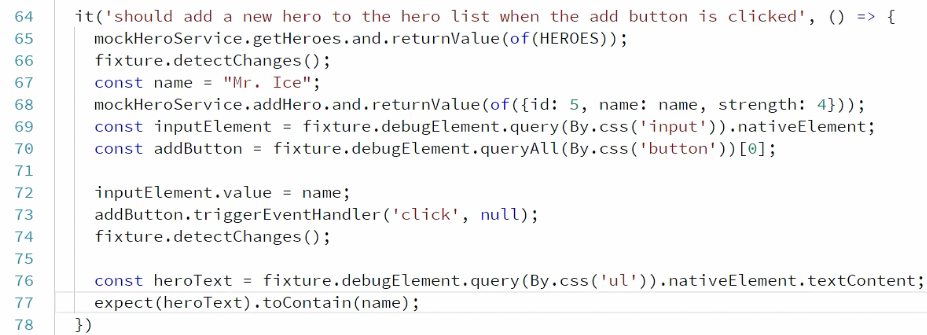 64 it('should add a new hero to the hero list when the add button is clicked', () => {
65 mockHeroService.getHeroes.and.returnValue(of(HEROES));
66 fixture.detectChanges();
67 const name = "Mr. Ice";
68 mockHeroService.addHero.and.returnValue(of({id: 5, name: name, strength: 4}));
69 const inputElement = fixture.debugElement.query(By.css('input')).nativeElement;
70 const addButton = fixture.debugElement.queryAll(By.css('button'))[0];
71
72 inputElement.value = name;
73 addButton.triggerEventHandler('click', null);
74 fixture.detectChanges();
75
76 const heroText = fixture.debugElement.query(By.css('ul')).nativeElement.textContent;
77 expect(heroText).toContain(name);
78 })